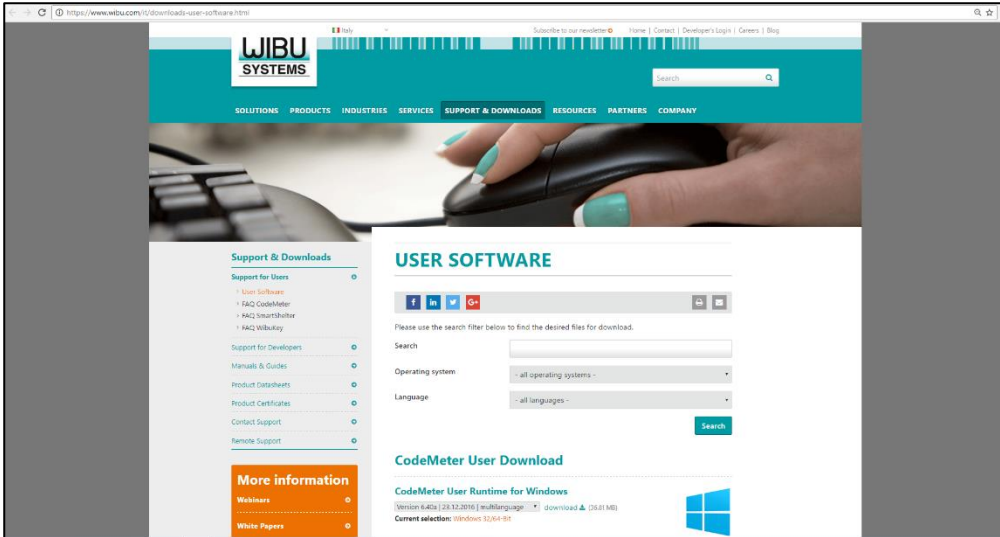 https://www.wibu.com/it/downloads-user-software.html
Italy
Subscribe to our newsletter
Home | Contact | Developer's Login | Careers | Blog
WIBU
SYSTEMS
Search
SOLUTIONS PRODUCTS INDUSTRIES SERVICES SUPPORT & DOWNLOADS RESOURCES PARTNERS COMPANY
Support & Downloads
Support for Users
User Software
FAQ CodeMeter
FAQ SmartShelter
FAQ WibuKey
Support for Developers
Manuals & Guides
Product Datasheets
Product Certificates
Contact Support
Remote Support
More information
Webinars
White Papers
USER SOFTWARE
f in G+
Please use the search filter below to find the desired files for download.
Search
Operating system - all operating systems -
Language - all languages -
Search
CodeMeter User Download
CodeMeter User Runtime for Windows
Version 6.40a | 23.12.2016 | multilanguage download (36.81 MB)
Current selection: Windows 32/64-Bit